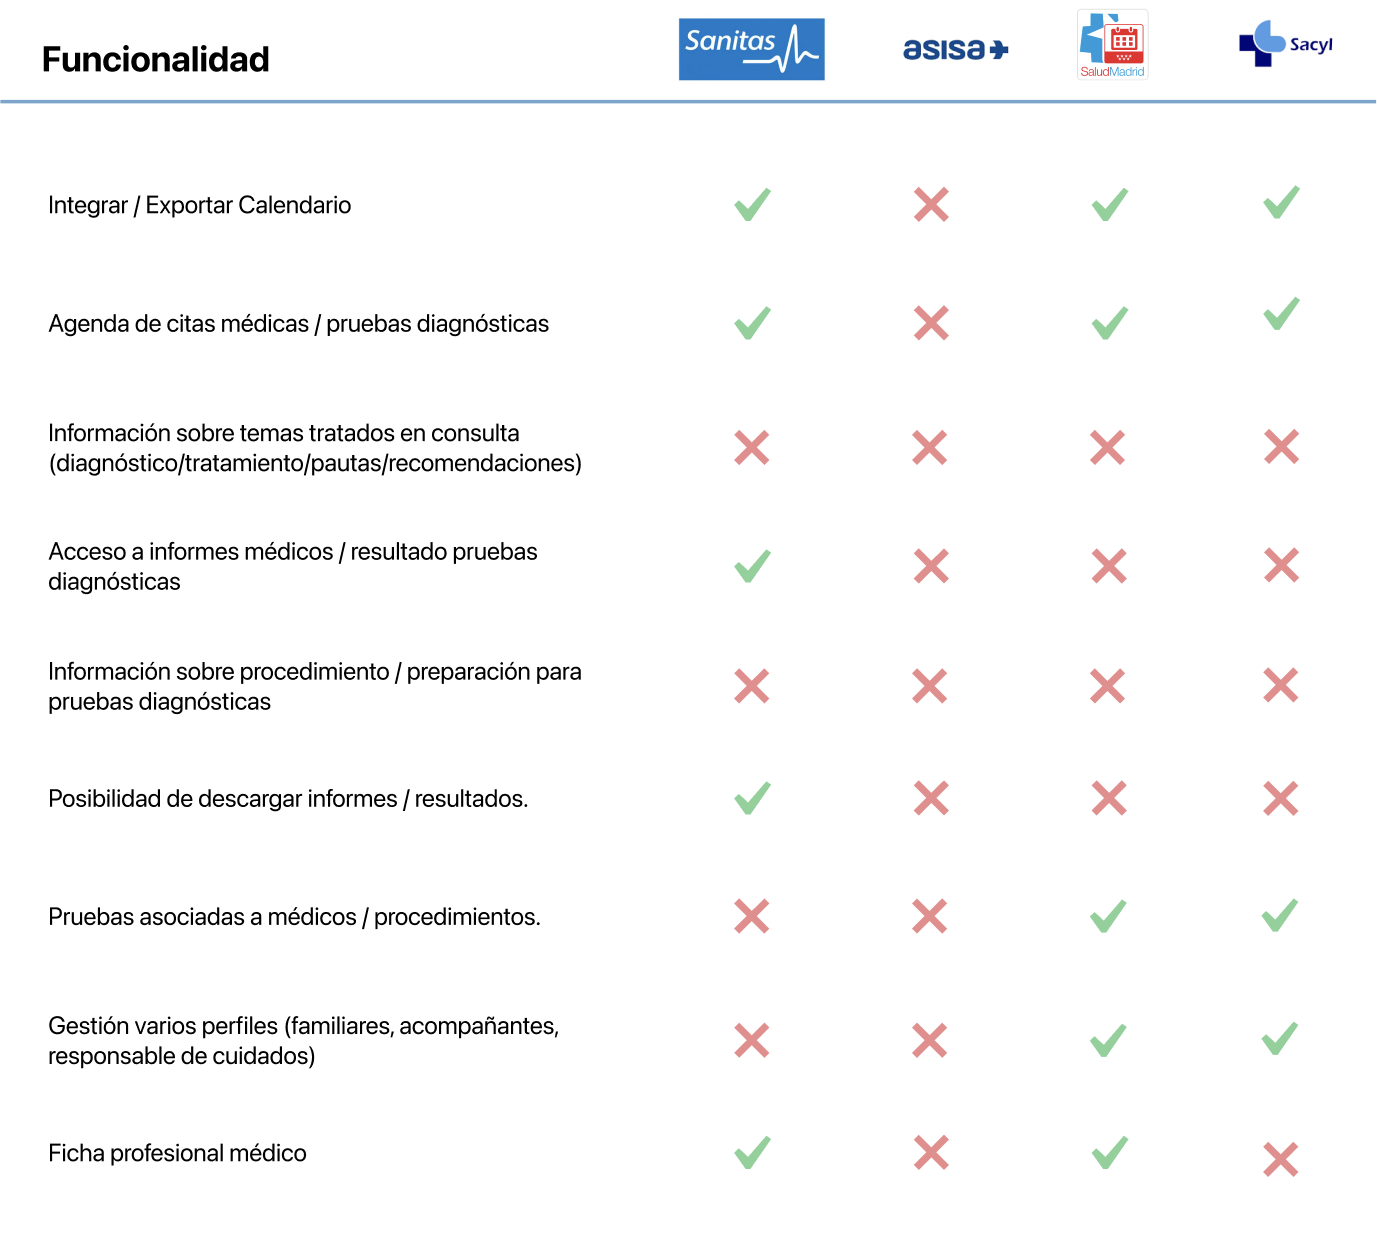 Funcionalidad
Sanitas
asisa
SaludMadrid
Sacyl
Integrar / Exportar Calendario
Agenda de citas médicas / pruebas diagnósticas
Información sobre temas tratados en consulta
(diagnóstico/tratamiento/pautas/recomendaciones)
Acceso a informes médicos / resultado pruebas
diagnósticas
Información sobre procedimiento / preparación para
pruebas diagnósticas
Posibilidad de descargar informes / resultados.
Pruebas asociadas a médicos / procedimientos.
Gestión varios perfiles (familiares, acompañantes,
responsable de cuidados)
Ficha profesional médico